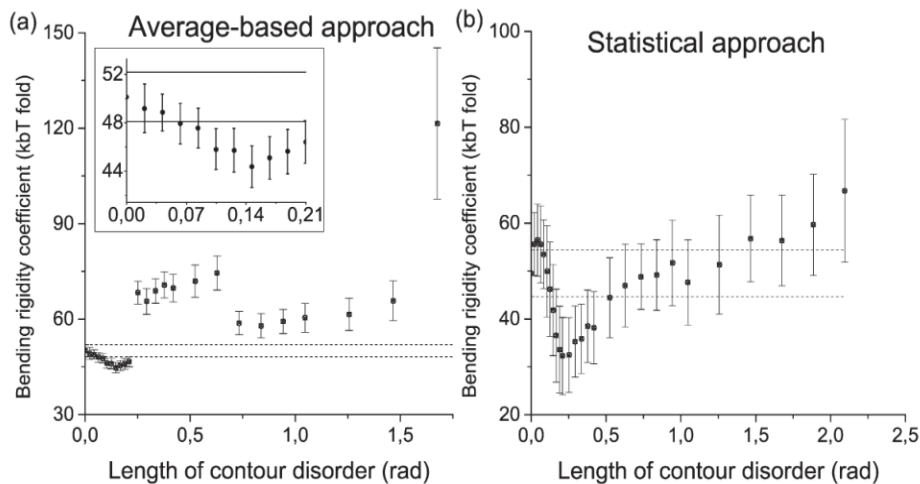 (a) Average-based approach
Bending rigidity coefficient (kbT fold)
150
120
90
60
30
52
48
44
0,00 0,07 0,14 0,21
0,0 0,5 1,0 1,5
Length of contour disorder (rad)
(b)
Statistical approach
Bending rigidity coefficient (kbT fold)
100
80
60
40
20
0,0 0,5 1,0 1,5 2,0 2,5
Length of contour disorder (rad)